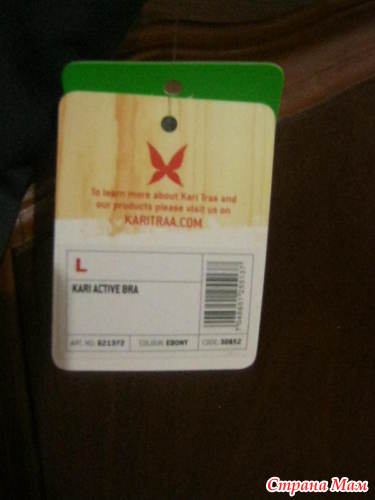 To learn more about Kari Traa and
our products please visit us on
KARITRAA.COM
L
KARI ACTIVE BRA
ART. NO.: 621372 COLOUR: EBONY CODE: 30652
Страна Мам